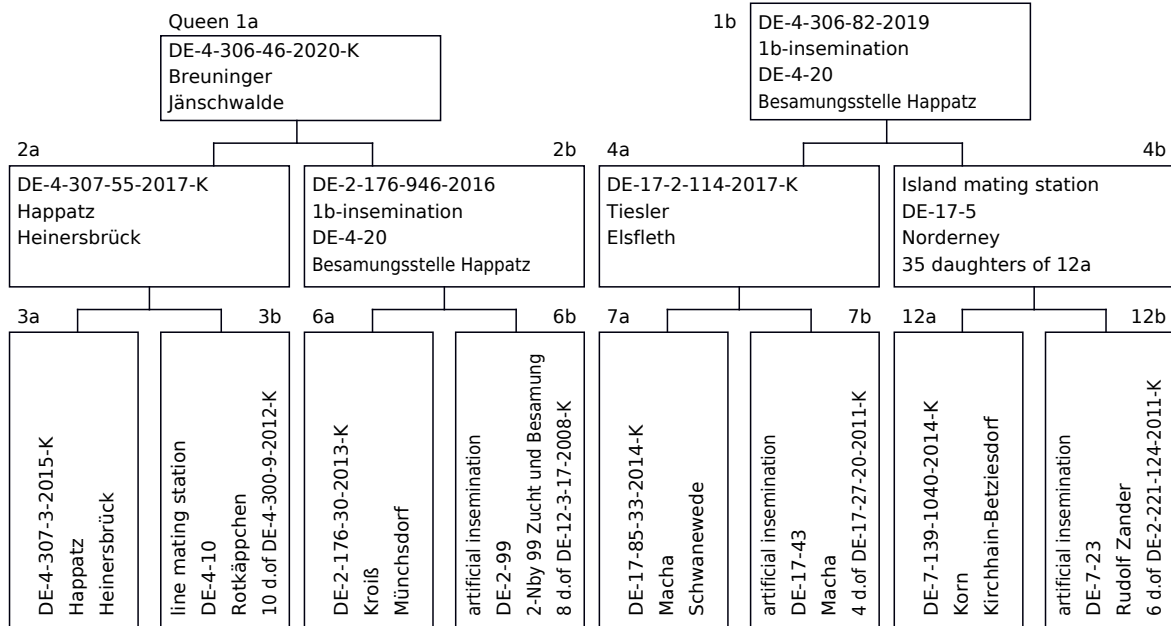 Queen 1a
DE-4-306-46-2020-K
Breuninger
Jänschwalde
1b
DE-4-306-82-2019
1b-insemination
DE-4-20
Besamungsstelle Happatz
2a
DE-4-307-55-2017-K
Happatz
Heinersbrück
2b
DE-2-176-946-2016
1b-insemination
DE-4-20
Besamungsstelle Happatz
4a
DE-17-2-114-2017-K
Tiesler
Elsfleth
4b
Island mating station
DE-17-5
Norderney
35 daughters of 12a
3a
DE-4-307-3-2015-K
Happatz
Heinersbrück
3b
line mating station
DE-4-10
Rotkäppchen
10 d.of DE-4-300-9-2012-K
6a
DE-2-176-30-2013-K
Kroiß
Münchsdorf
6b
artificial insemination
DE-2-99
2-Nlby 99 Zucht und Besamung
8 d.of DE-12-3-17-2008-K
7a
DE-17-85-33-2014-K
Macha
Schwanewede
7b
artificial insemination
DE-17-43
Macha
4 d.of DE-17-27-20-2011-K
12a
DE-7-139-1040-2014-K
Korn
Kirchhain-Betziesdorf
12b
artificial insemination
DE-7-23
Rudolf Zander
6 d.of DE-2-221-124-2011-K